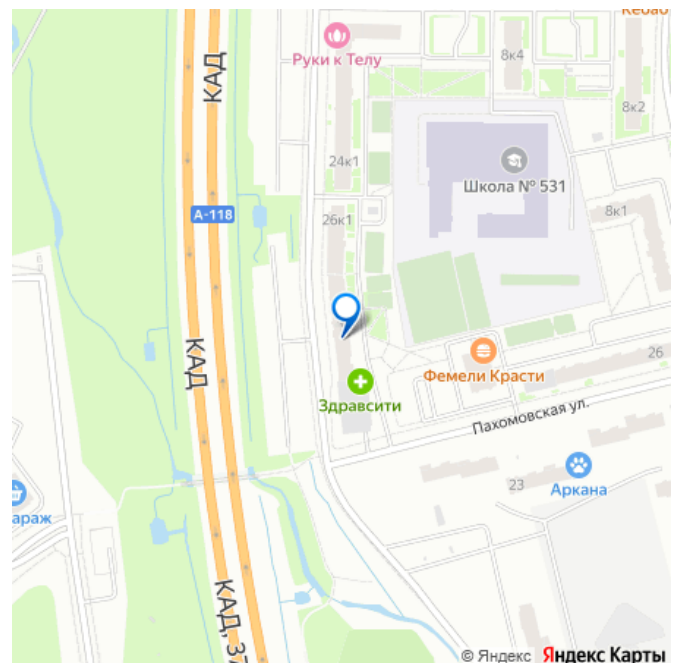 Кебаб
КАД
Руки к Телу
8к4
8к2
24к1
Школа № 531
А-118
26к1
8к1
КАД
Фемели Красти
26
Здравсити
Пахомовская ул.
23
Аркана
араж
КАД, 37
© Яндекс Яндекс Карты